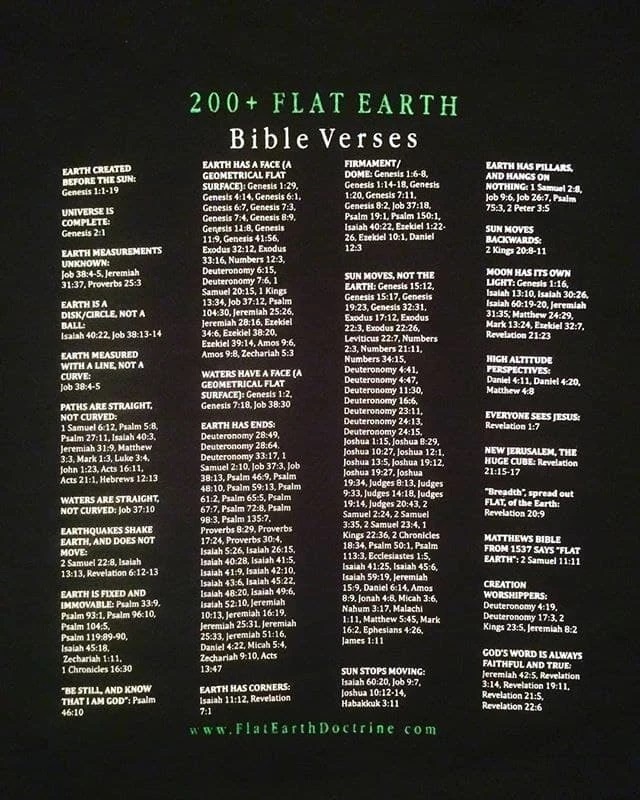 200+ FLAT EARTH
Bible Verses
EARTH CREATED
BEFORE THE SUN:
Genesis 1:1-19
UNIVERSE IS
COMPLETE:
Genesis 2:1
EARTH MEASUREMENTS
UNKNOWN:
Job 38:4-5, Jeremiah
31:37, Proverbs 25:3
EARTH IS A
DISK/CIRCLE, NOT A
BALL:
Isaiah 40:22, Job 38:13-14
EARTH MEASURED
WITH A LINE, NOT A
CURVE:
Job 38:4-5
PATHS ARE STRAIGHT,
NOT CURVED:
1 Samuel 6:12, Psalm 5:8,
Psalm 27:11, Isaiah 40:3,
Jeremiah 31:9, Matthew
3:3, Mark 1:3, Luke 3:4,
John 1:23, Acts 16:11,
Acts 21:1, Hebrews 12:13
WATERS ARE STRAIGHT,
NOT CURVED: Job 37:10
EARTHQUAKES SHAKE
EARTH, AND DOES NOT
MOVE:
2 Samuel 22:8, Isaiah
13:13, Revelation 6:12-13
EARTH IS FIXED AND
IMMOVABLE: Psalm 33:9,
Psalm 93:1, Psalm 96:10,
Psalm 104:5,
Psalm 119:89-90,
Isaiah 45:18,
Zechariah 1:11,
1 Chronicles 16:30
"BE STILL, AND KNOW
THAT I AM GOD": Psalm
46:10
EARTH HAS A FACE (A
GEOMETRICAL FLAT
SURFACE): Genesis 1:29,
Genesis 4:14, Genesis 6:1,
Genesis 6:7, Genesis 7:3,
Genesis 7:4, Genesis 8:9,
Genesis 11:8, Genesis
11:9, Genesis 41:56,
Exodus 32:12, Exodus
33:16, Numbers 12:3,
Deuteronomy 6:15,
Deuteronomy 7:6, 1
Samuel 20:15, 1 Kings
13:34, Job 37:12, Psalm
104:30, Jeremiah 25:26,
Jeremiah 28:16, Ezekiel
34:6, Ezekiel 38:20,
Ezekiel 39:14, Amos 9:6,
Amos 9:8, Zechariah 5:3
WATERS HAVE A FACE (A
GEOMETRICAL FLAT
SURFACE): Genesis 1:2,
Genesis 7:18, Job 38:30
EARTH HAS ENDS:
Deuteronomy 28:49,
Deuteronomy 28:64,
Deuteronomy 33:17, 1
Samuel 2:10, Job 37:3, Job
38:13, Psalm 46:9, Psalm
48:10, Psalm 59:13, Psalm
61:2, Psalm 65:5, Psalm
67:7, Psalm 72:8, Psalm
98:3, Psalm 135:7,
Proverbs 8:29, Proverbs
17:24, Proverbs 30:4,
Isaiah 5:26, Isaiah 26:15,
Isaiah 40:28, Isaiah 41:5,
Isaiah 41:9, Isaiah 42:10,
Isaiah 43:6, Isaiah 45:22,
Isaiah 48:20, Isaiah 49:6,
Isaiah 52:10, Jeremiah
10:13, Jeremiah 16:19,
Jeremiah 25:31, Jeremiah
25:33, Jeremiah 51:16,
Daniel 4:22, Micah 5:4,
Zechariah 9:10, Acts
13:47
EARTH HAS CORNERS:
Isaiah 11:12, Revelation
7:1
FIRMAMENT/
DOME: Genesis 1:6-8,
Genesis 1:14-18, Genesis
1:20, Genesis 7:11,
Genesis 8:2, Job 37:18,
Psalm 19:1, Psalm 150:1,
Isaiah 40:22, Ezekiel 1:22-
26, Ezekiel 10:1, Daniel
12:3
SUN MOVES, NOT THE
EARTH: Genesis 15:12,
Genesis 15:17, Genesis
19:23, Genesis 32:31,
Exodus 17:12, Exodus
22:3, Exodus 22:26,
Leviticus 22:7, Numbers
2:3, Numbers 21:11,
Numbers 34:15,
Deuteronomy 4:41,
Deuteronomy 4:47,
Deuteronomy 11:30,
Deuteronomy 16:6,
Deuteronomy 23:11,
Deuteronomy 24:13,
Deuteronomy 24:15,
Joshua 1:15, Joshua 8:29,
Joshua 10:27, Joshua 12:1,
Joshua 13:5, Joshua 19:12,
Joshua 19:27, Joshua
19:34, Judges 8:13, Judges
9:33, Judges 14:18, Judges
19:14, Judges 20:43, 2
Samuel 2:24, 2 Samuel
3:35, 2 Samuel 23:4, 1
Kings 22:36, 2 Chronicles
18:34, Psalm 50:1, Psalm
113:3, Ecclesiastes 1:5,
Isaiah 41:25, Isaiah 45:6,
Isaiah 59:19, Jeremiah
15:9, Daniel 6:14, Amos
8:9, Jonah 4:8, Micah 3:6,
Nahum 3:17, Malachi
1:11, Matthew 5:45, Mark
16:2, Ephesians 4:26,
James 1:11
SUN STOPS MOVING:
Isaiah 60:20, Job 9:7,
Joshua 10:12-14,
Habakkuk 3:11
EARTH HAS PILLARS,
AND HANGS ON
NOTHING: 1 Samuel 2:8,
Job 9:6, Job 26:7, Psalm
75:3, 2 Peter 3:5
SUN MOVES
BACKWARDS:
2 Kings 20:8-11
MOON HAS ITS OWN
LIGHT: Genesis 1:16,
Isaiah 13:10, Isaiah 30:26,
Isaiah 60:19-20, Jeremiah
31:35, Matthew 24:29,
Mark 13:24, Ezekiel 32:7,
Revelation 21:23
HIGH ALTITUDE
PERSPECTIVES:
Daniel 4:11, Daniel 4:20,
Matthew 4:8
EVERYONE SEES JESUS:
Revelation 1:7
NEW JERUSALEM, THE
HUGE CUBE: Revelation
21:15-17
"Breadth", spread out
FLAT, of the Earth:
Revelation 20:9
MATTHEWS BIBLE
FROM 1537 SAYS "FLAT
EARTH": 2 Samuel 11:11
CREATION
WORSHIPPERS:
Deuteronomy 4:19,
Deuteronomy 17:3, 2
Kings 23:5, Jeremiah 8:2
GOD'S WORD IS ALWAYS
FAITHFUL AND TRUE:
Jeremiah 42:5, Revelation
3:14, Revelation 19:11,
Revelation 21:5,
Revelation 22:6
www.FlatEarthDoctrine com